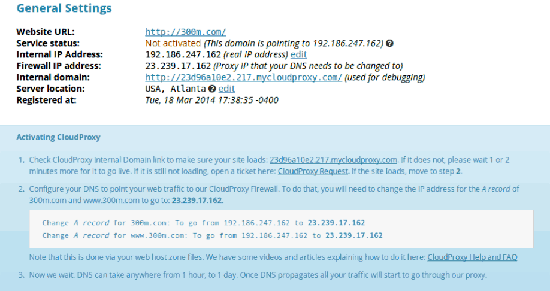 General Settings
Website URL: http://300m.com/
Service status: Not activated (This domain is pointing to 192.186.247.162)
Internal IP Address: 192.186.247.162 (real IP address) edit
Firewall IP address: 23.239.17.162 (Proxy IP that your DNS needs to be changed to)
Internal domain: http://23d96a10e2.217.mycloudproxy.com/ (used for debugging)
Server location: USA, Atlanta edit
Registered at: Tue, 18 Mar 2014 17:38:35 -0400
Activating CloudProxy
1. Check CloudProxy Internal Domain link to make sure your site loads: 23d96a10e2.217.mycloudproxy.com. If it does not, please wait 1 or 2
minutes more for it to go live. If it is still not loading, open a ticket here: CloudProxy Request. If the site loads, move to step 2.
2. Configure your DNS to point your web traffic to our CloudProxy Firewall. To do that, you will need to change the IP address for the A record of
300m.com and www.300m.com to go to: 23.239.17.162.
Change A record for 300m.com: To go from 192.186.247.162 to 23.239.17.162
Change A record for www.300m.com: To go from 192.186.247.162 to 23.239.17.162
Note that this is done via your web host zone files. We have some videos and articles explaining how to do it here: CloudProxy Help and FAQ
3. Now we wait. DNS can take anywhere from 1 hour, to 1 day. Once DNS propagates all your traffic will start to go through our proxy.